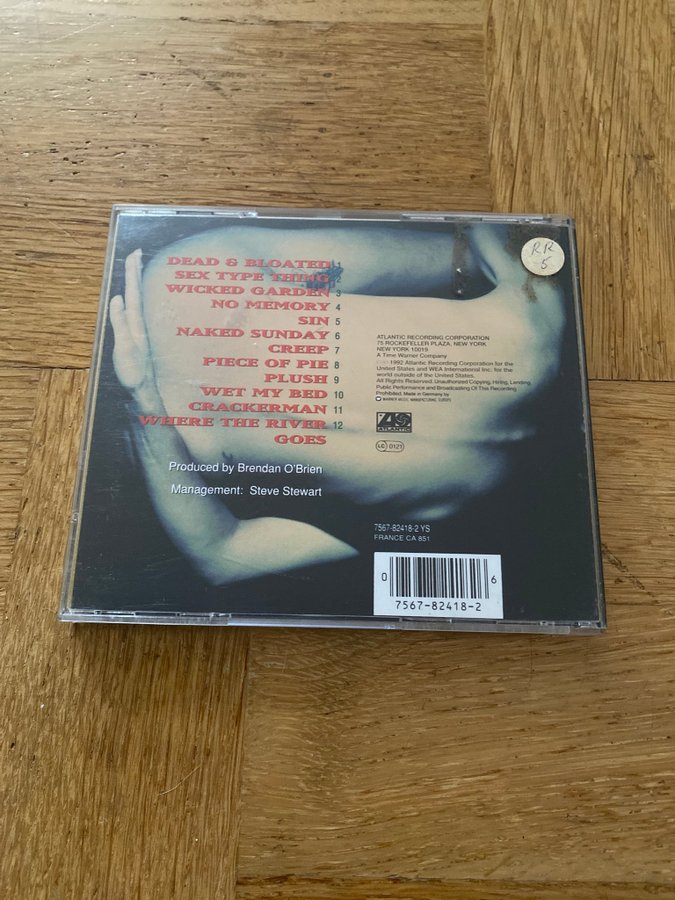 DEAD & BLOATED 1
SEX TYPE THING 2
WICKED GARDEN 3
NO MEMORY 4
SIN 5
NAKED SUNDAY 6
CREEP 7
PIECE OF PIE 8
PLUSH 9
WET MY BED 10
CRACKERMAN 11
WHERE THE RIVER 12
GOES
Produced by Brendan O'Brien
Management: Steve Stewart
RR
5
ATLANTIC RECORDING CORPORATION
75 ROCKEFELLER PLAZA, NEW YORK
NEW YORK 10019
A Time Warner Company
1992 Atlantic Recording Corporation for the
United States and WEA International Inc. for the
world outside of the United States.
All Rights Reserved. Unauthorized Copying, Hiring, Lending,
Public Performance and Broadcasting Of This Recording
Prohibited. Made in Germany by
WARNER MUSIC MANUFACTURING EUROPE
ATLANTIC
LC 0121
7567-82418-2 YS
FRANCE CA 851
0 6
7567-82418-2